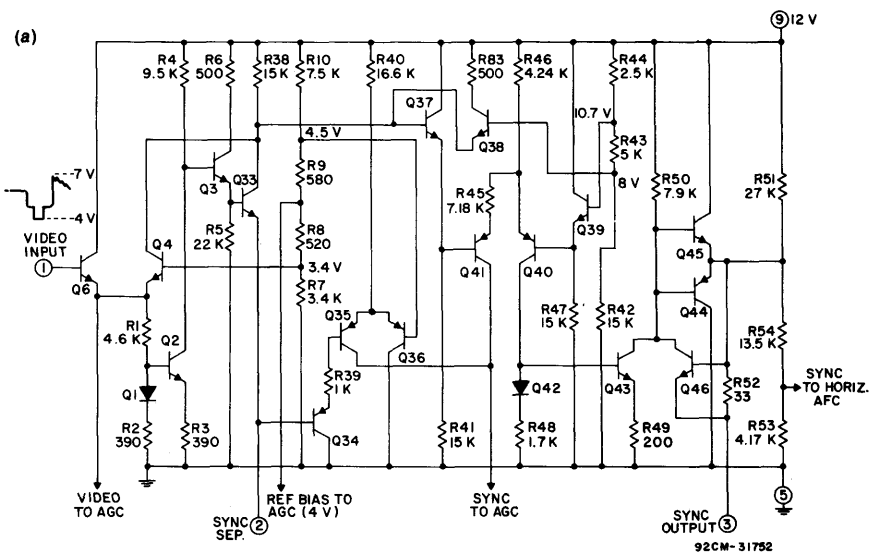 (a)
9 12 V
R4
9.5 K
R6
500
R38
15 K
R10
7.5 K
R40
16.6 K
R83
500
R46
4.24 K
R44
2.5 K
Q37
Q38
10.7 V
4.5 V
R43
5 K
8 V
7 V
4 V
Q3
Q33
R9
580
R50
7.9 K
R51
27 K
R45
7.18 K
Q39
VIDEO
INPUT
1
Q6
Q4
R5
22 K
R8
520
3.4 V
Q41
Q40
Q45
R7
3.4 K
Q44
R1
4.6 K
Q2
Q35
Q36
R47
15 K
R42
15 K
R54
13.5 K
Q1
R39
1 K
Q42
Q43
Q46
R52
33
SYNC
TO HORIZ.
AFC
R2
390
R3
390
Q34
R41
15 K
R48
1.7 K
R49
200
R53
4.17 K
VIDEO
TO AGC
SYNC
SEP.
2
REF BIAS TO
AGC (4 V)
SYNC
TO AGC
SYNC
OUTPUT
3
5
92CM-31752